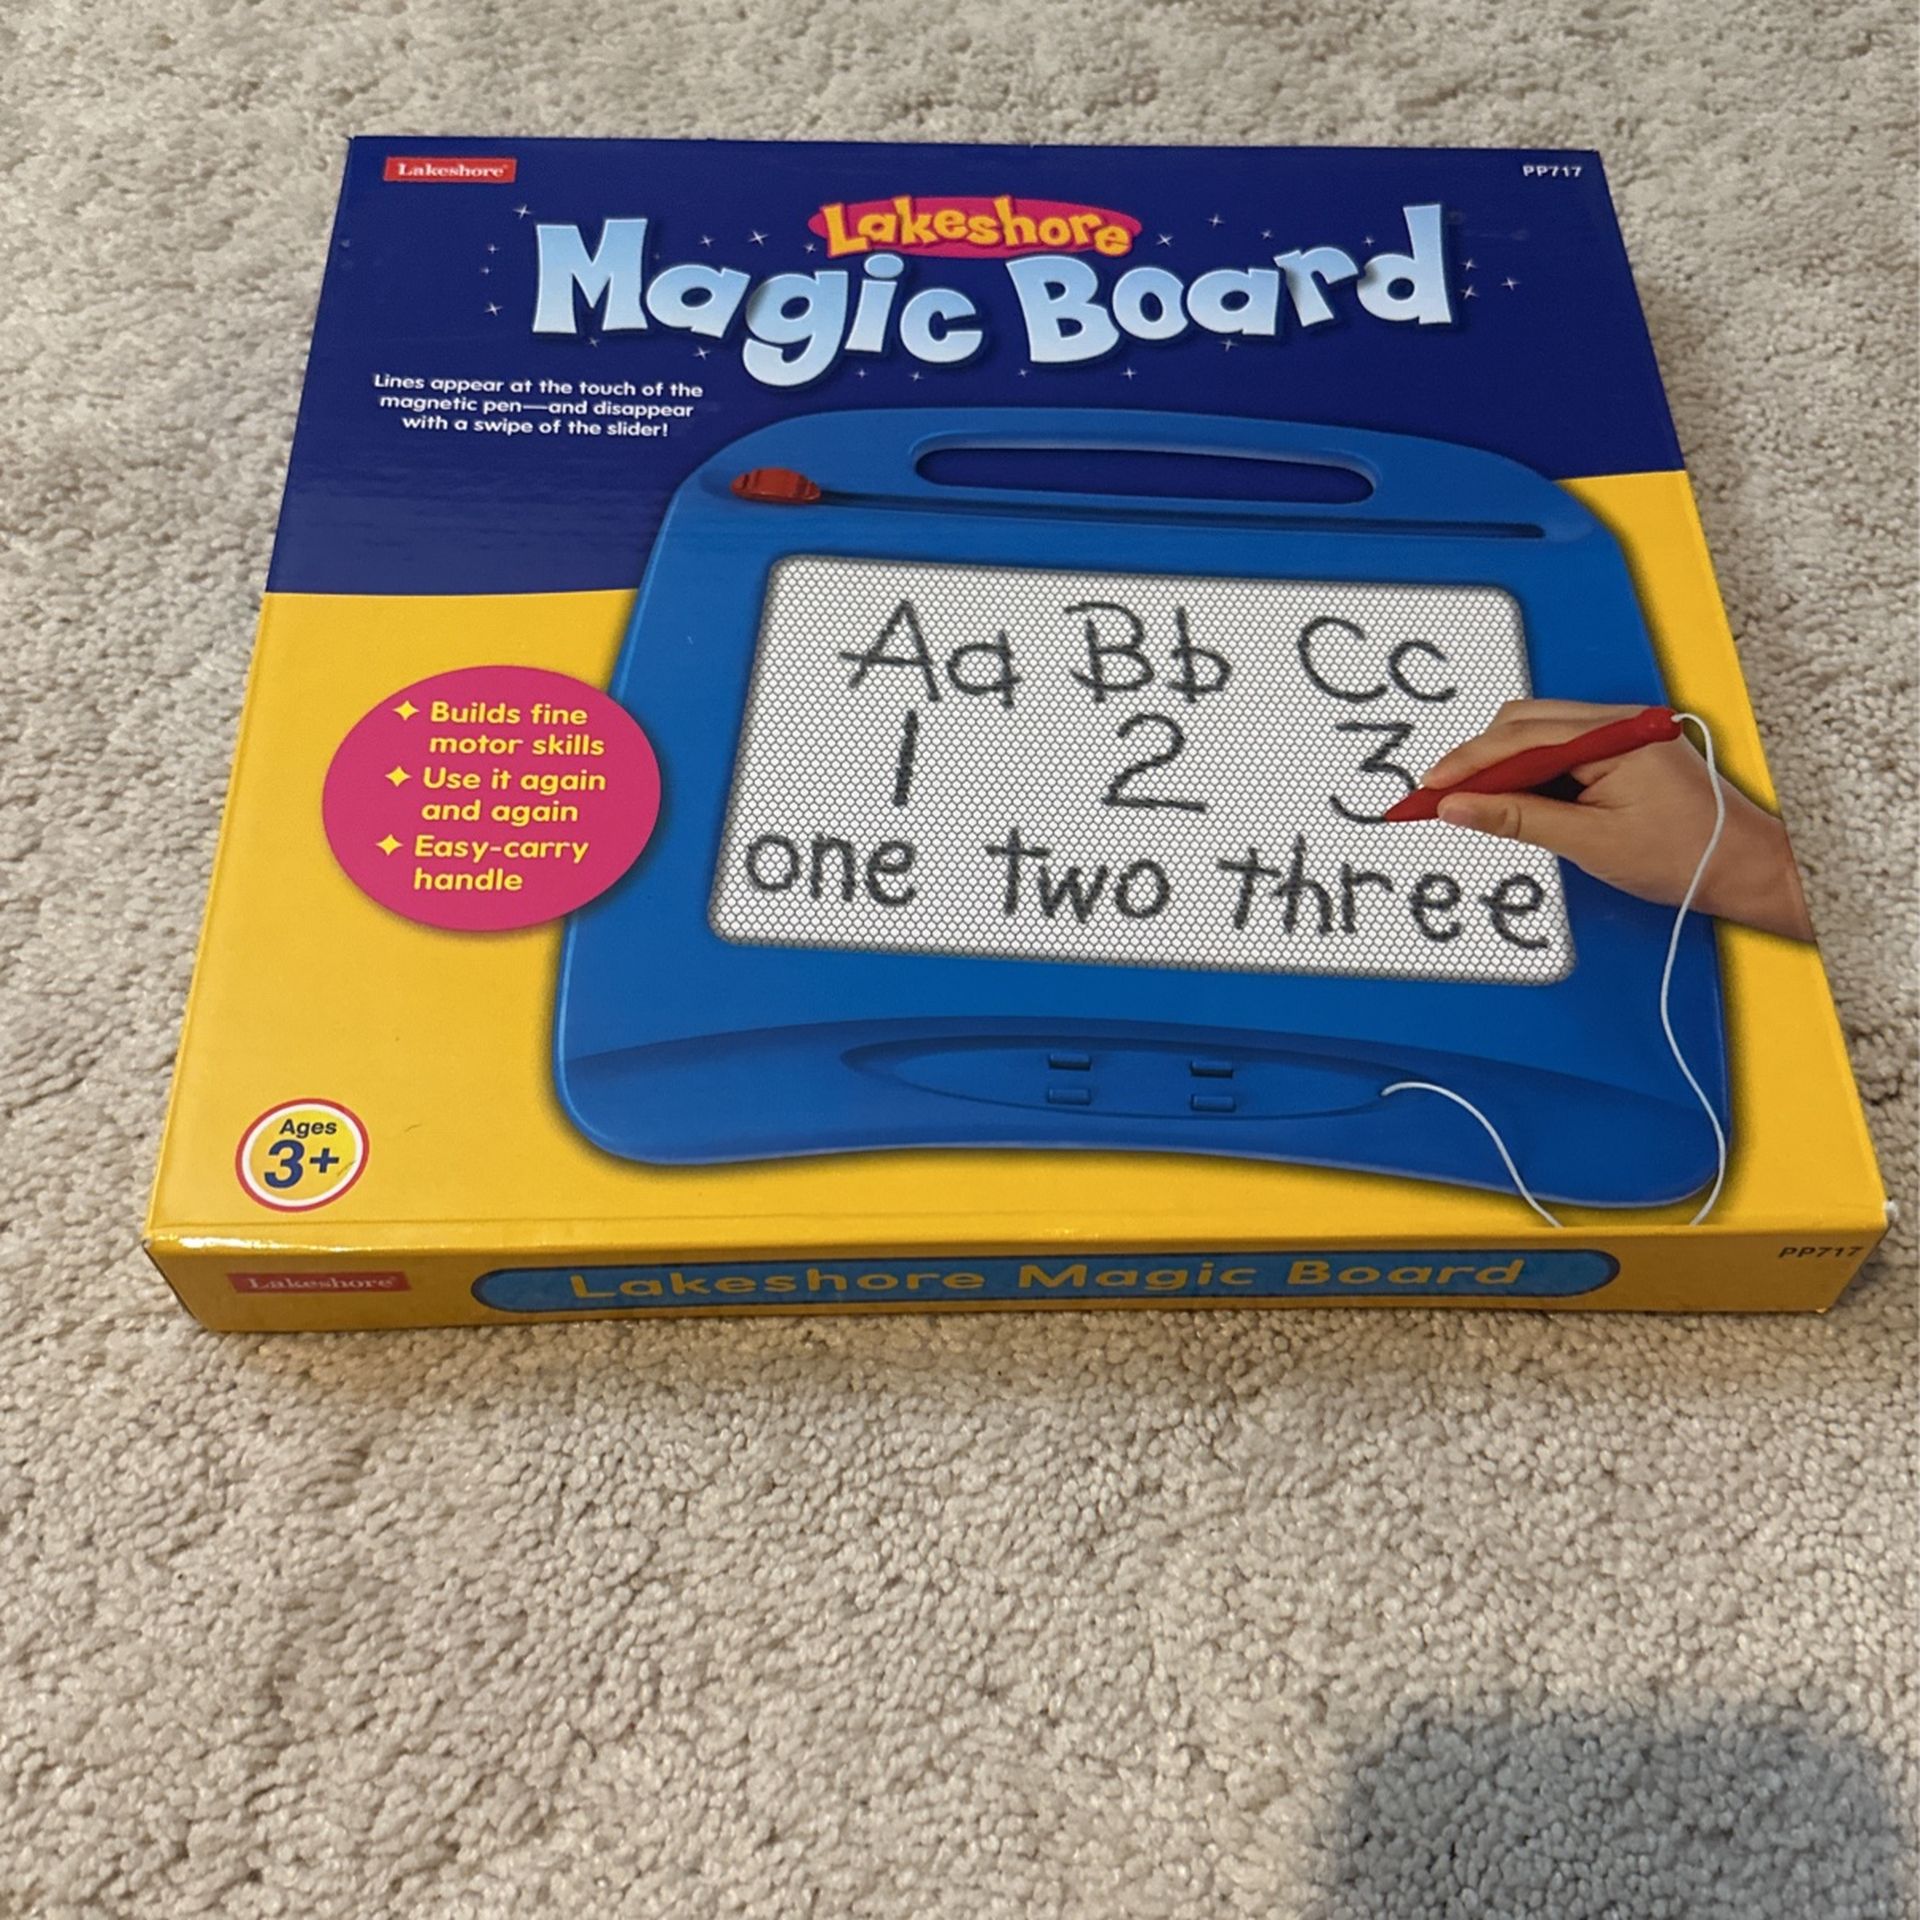 Lakeshore
PP717
Lakeshore
Magic Board
Lines appear at the touch of the
magnetic pen—and disappear
with a swipe of the slider!
Aa Bb Cc
1 2 3
one two three
Builds fine
motor skills
Use it again
and again
Easy-carry
handle
Ages
3+
Lakeshore
Lakeshore Magic Board
PP717